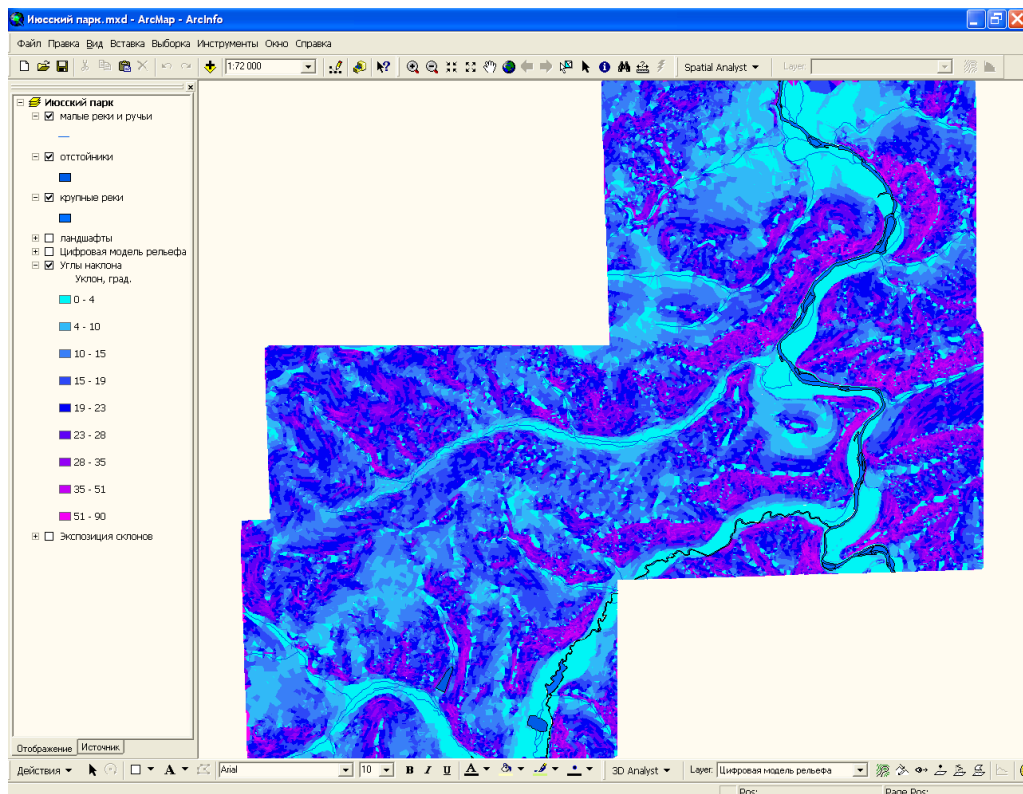 Июсский парк.mxd - ArcMap - ArcInfo
Файл Правка Вид Вставка Выборка Инструменты Окно Справка
1:72 000
Spatial Analyst
Layer:
Июсский парк
малые реки и ручьи
отстойники
крупные реки
ландшафты
Цифровая модель рельефа
Углы наклона
Уклон, град.
0 - 4
4 - 10
10 - 15
15 - 19
19 - 23
23 - 28
28 - 35
35 - 51
51 - 90
Экспозиция склонов
Отображение Источник
Действия A Arial 10 B I U A 3D Analyst Layer: Цифровая модель рельефа
Pos: Page Pos: